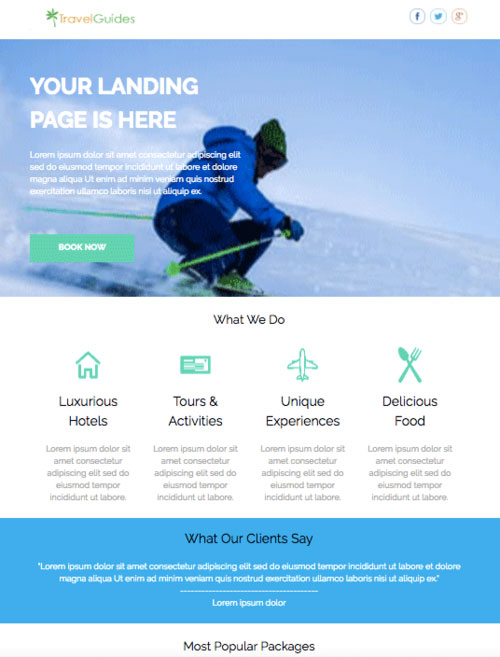 TravelGuides
YOUR LANDING
PAGE IS HERE
Lorem ipsum dolor sit amet consectetur adipiscing elit
sed do eiusmod tempor incididunt ut labore et dolore
magna aliqua Ut enim ad minim veniam quis nostrud
exercitation ullamco laboris nisi ut aliquip ex.
BOOK NOW
What We Do
Luxurious
Hotels
Lorem ipsum dolor sit
amet consectetur
adipiscing elit sed do
eiusmod tempor
incididunt ut labore.
Tours &
Activities
Lorem ipsum dolor sit
amet consectetur
adipiscing elit sed do
eiusmod tempor
incididunt ut labore.
Unique
Experiences
Lorem ipsum dolor sit
amet consectetur
adipiscing elit sed do
eiusmod tempor
incididunt ut labore.
Delicious
Food
Lorem ipsum dolor sit
amet consectetur
adipiscing elit sed do
eiusmod tempor
incididunt ut labore.
What Our Clients Say
"Lorem ipsum dolor sit amet, consectetur adipiscing elit, sed do eiusmod tempor incididunt ut labore et dolore
magna aliqua Ut enim ad minim veniam quis nostrud exercitation ullamco laboris nisi ut aliquip ex."
Lorem ipsum dolor
Most Popular Packages